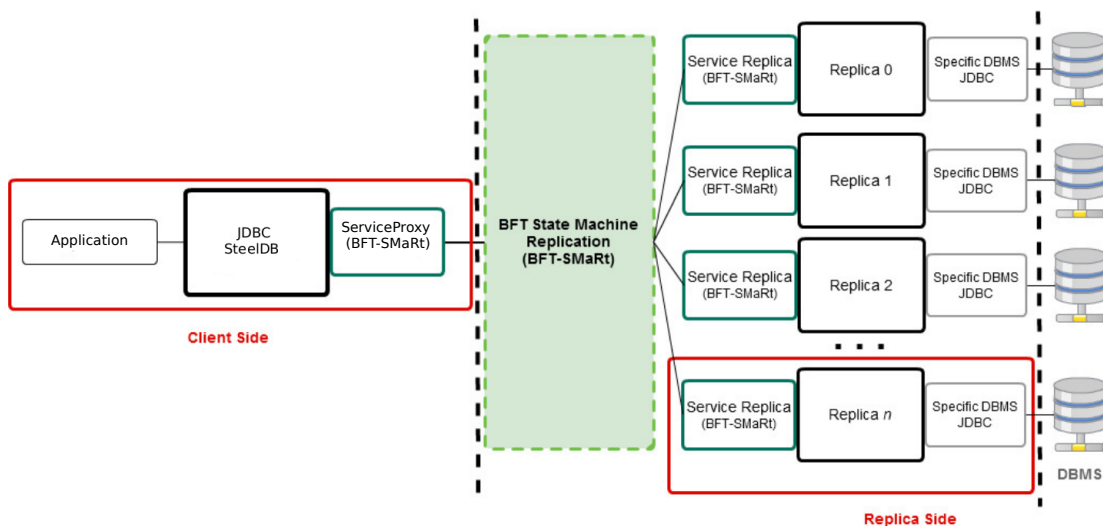 Service Replica
(BFT-SMaRt)
Replica 0
Specific DBMS
JDBC
Service Replica
(BFT-SMaRt)
Replica 1
Specific DBMS
JDBC
Application
JDBC
SteelDB
ServiceProxy
(BFT-SMaRt)
BFT State Machine
Replication
(BFT-SMaRt)
Service Replica
(BFT-SMaRt)
Replica 2
Specific DBMS
JDBC
Client Side
. . .
Service Replica
(BFT-SMaRt)
Replica n
Specific DBMS
JDBC
DBMS
Replica Side